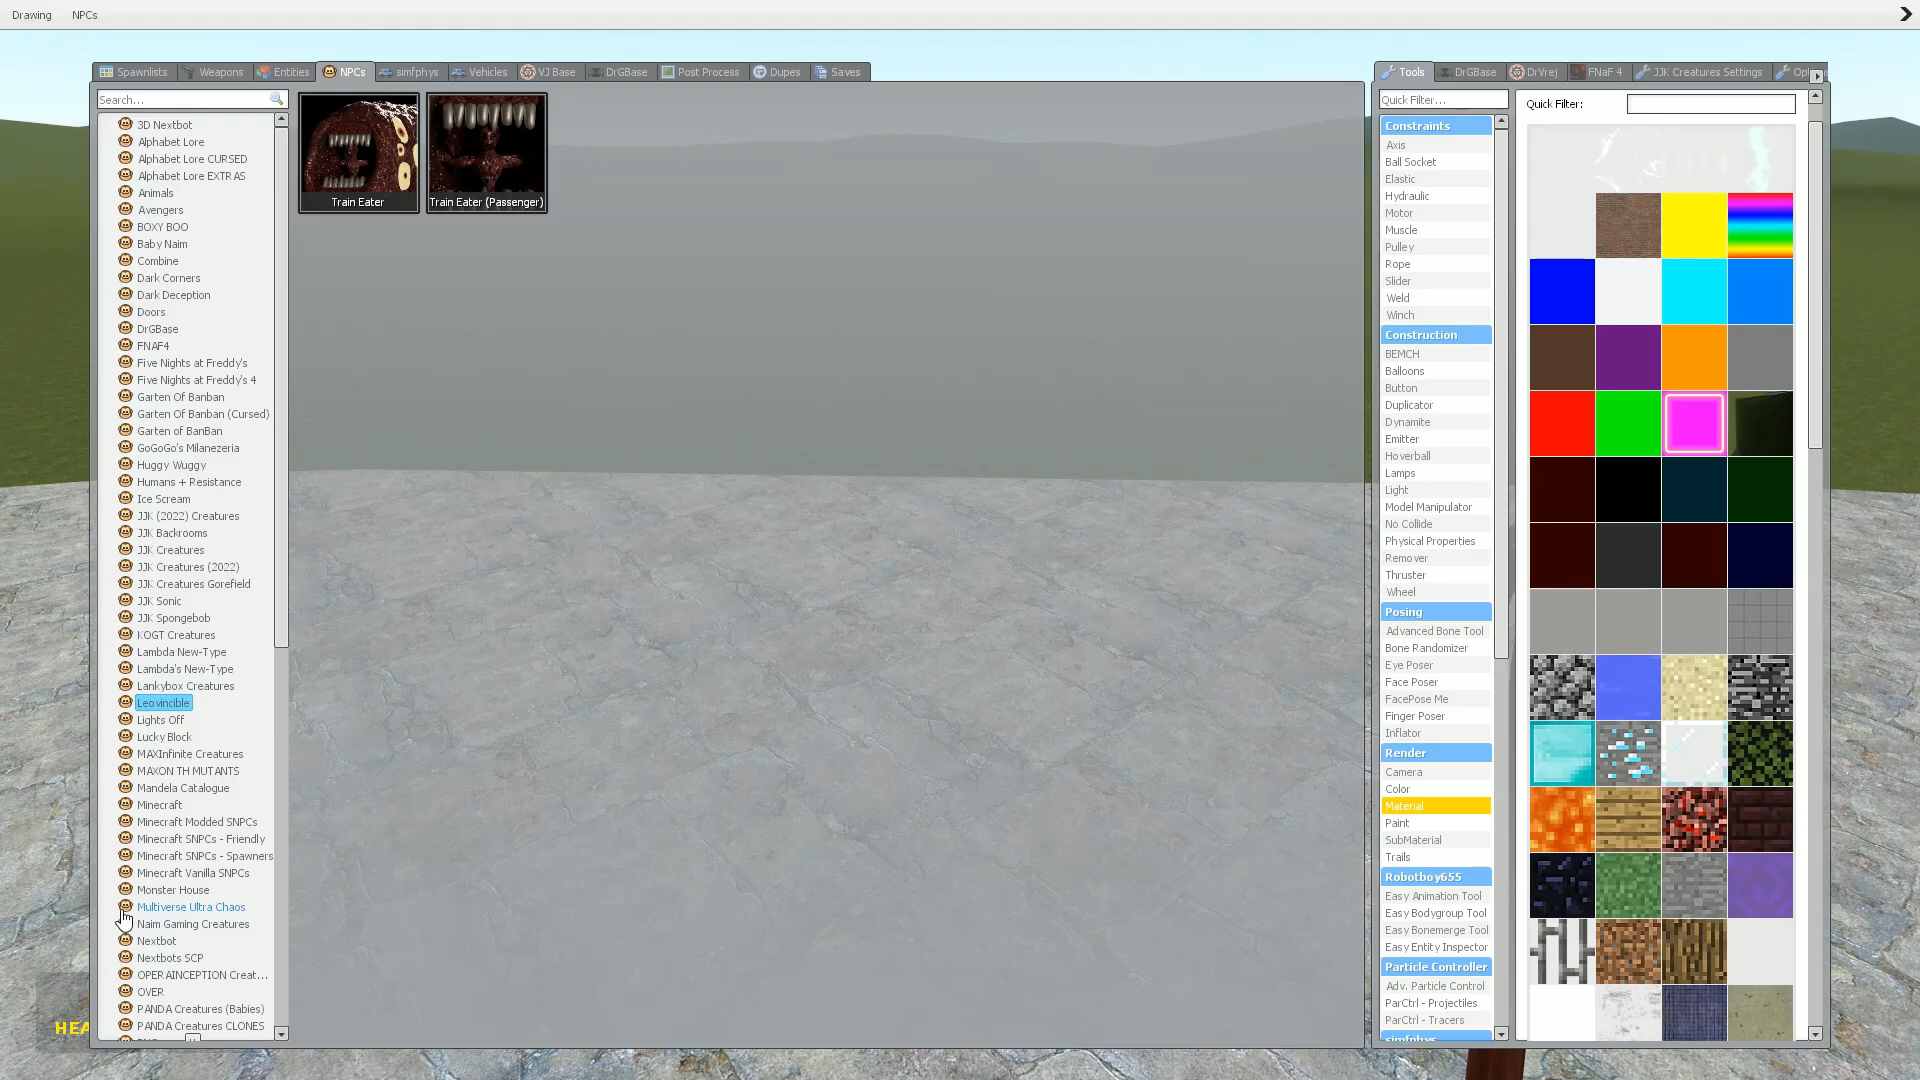 Drawing NPCs
Spawnlists Weapons Entities NPCs simfphys Vehicles VJ Base DrGBase Post Process Dupes Saves
Search...
3D Nextbot
Alphabet Lore
Alphabet Lore CURSED
Alphabet Lore EXTRAS
Animals
Avengers
BOXY BOO
Baby Naim
Combine
Dark Corners
Dark Deception
Doors
DrGBase
FNAF4
Five Nights at Freddy's
Five Nights at Freddy's 4
Garten Of Banban
Garten Of Banban (Cursed)
Garten of BanBan
GoGoGo's Milanezeria
Huggy Wuggy
Humans + Resistance
Ice Scream
JJK (2022) Creatures
JJK Backrooms
JJK Creatures
JJK Creatures (2022)
JJK Creatures Gorefield
JJK Sonic
JJK Spongebob
KOGT Creatures
Lambda New-Type
Lambda's New-Type
Lankybox Creatures
Leovincible
Lights Off
Lucky Block
MAXInfinite Creatures
MAXON TH MUTANTS
Mandela Catalogue
Minecraft
Minecraft Modded SNPCs
Minecraft SNPCs - Friendly
Minecraft SNPCs - Spawners
Minecraft Vanilla SNPCs
Monster House
Multiverse Ultra Chaos
Naim Gaming Creatures
Nextbot
Nextbots SCP
OPERAINCEPTION Creat...
OVER
PANDA Creatures (Babies)
PANDA Creatures CLONES
HEA
Train Eater
Train Eater (Passenger)
Tools DrGBase DrVrej FNaF 4 JJK Creatures Settings
Quick Filter...
Constraints
Axis
Ball Socket
Elastic
Hydraulic
Motor
Muscle
Pulley
Rope
Slider
Weld
Winch
Construction
BEMCH
Balloons
Button
Duplicator
Dynamite
Emitter
Hoverball
Lamps
Light
Model Manipulator
No Collide
Physical Properties
Remover
Thruster
Wheel
Posing
Advanced Bone Tool
Bone Randomizer
Eye Poser
Face Poser
FacePose Me
Finger Poser
Inflator
Render
Camera
Color
Material
Paint
SubMaterial
Trails
Robotboy655
Easy Animation Tool
Easy Bodygroup Tool
Easy Bonemerge Tool
Easy Entity Inspector
Particle Controller
Adv. Particle Control
ParCtrl - Projectiles
ParCtrl - Tracers
simfphys
Quick Filter: